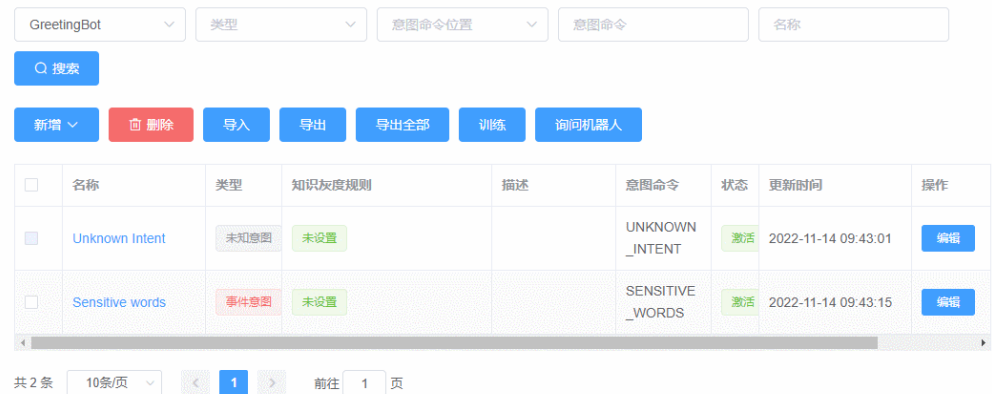 GreetingBot 类型 意图命令位置 意图命令 名称
搜索
新增 删除 导入 导出 导出全部 训练 询问机器人
名称 类型 知识灰度规则 描述 意图命令 状态 更新时间 操作
Unknown Intent 未知意图 未设置 UNKNOWN _INTENT 激活 2022-11-14 09:43:01 编辑
Sensitive words 事件意图 未设置 SENSITIVE _WORDS 激活 2022-11-14 09:43:15 编辑
共 2 条 10条/页 1 前往 1 页